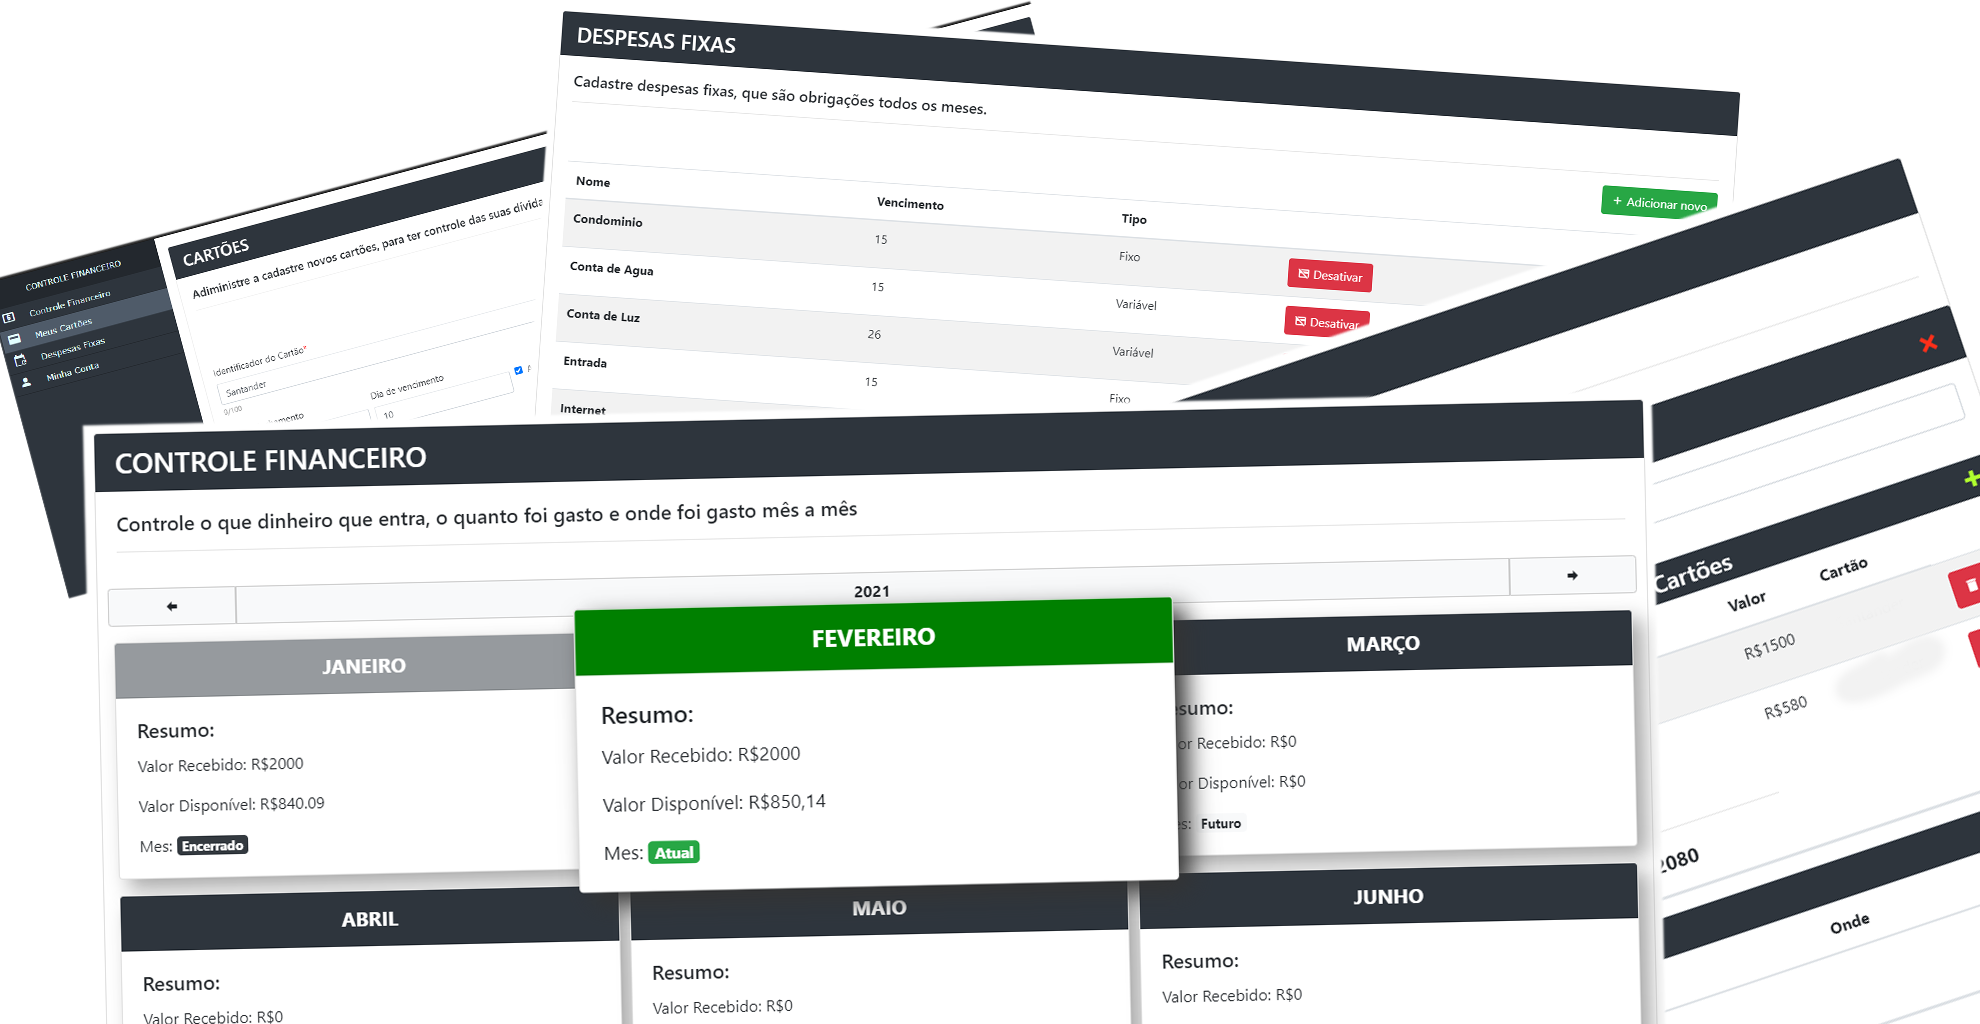 DESPESAS FIXAS
Cadastre despesas fixas, que são obrigações todos os meses.
+ Adicionar novo
Nome Vencimento Tipo
Condominio 15 Fixo Desativar
Conta de Agua 15 Variável Desativar
Conta de Luz 26 Variável
Entrada 15 Fixo
Internet
CONTROLE FINANCEIRO
Controle Financeiro
Meus Cartões
Despesas Fixas
Minha Conta
CARTÕES
Adiministre a cadastre novos cartões, para ter controle das suas divida
Identificador do Cartão*
Santander
0/100
Dia de vencimento
10
Cartões
Valor Cartão
R$1500
R$580
2080
Onde
CONTROLE FINANCEIRO
Controle o que dinheiro que entra, o quanto foi gasto e onde foi gasto mês a mês
2021
JANEIRO
Resumo:
Valor Recebido: R$2000
Valor Disponível: R$840.09
Mes: Encerrado
FEVEREIRO
Resumo:
Valor Recebido: R$2000
Valor Disponível: R$850,14
Mes: Atual
MARÇO
sumo:
or Recebido: R$0
or Disponível: R$0
es: Futuro
ABRIL
Resumo:
Valor Recebido: R$0
MAIO
Resumo:
Valor Recebido: R$0
JUNHO
Resumo:
Valor Recebido: R$0